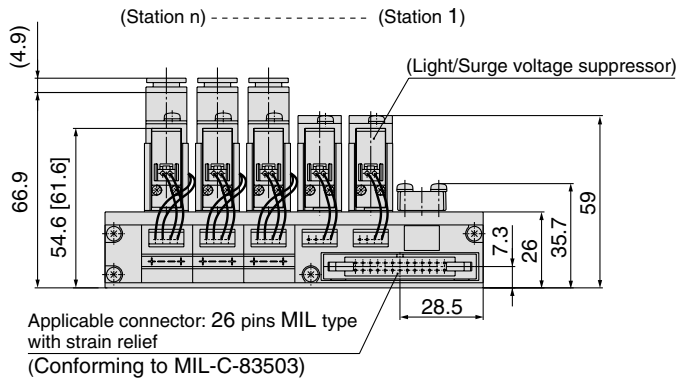 (Station n) (Station 1)
(4.9)
(Light/Surge voltage suppressor)
66.9
54.6 [61.6]
7.3
26
35.7
59
28.5
Applicable connector: 26 pins MIL type
with strain relief
(Conforming to MIL-C-83503)